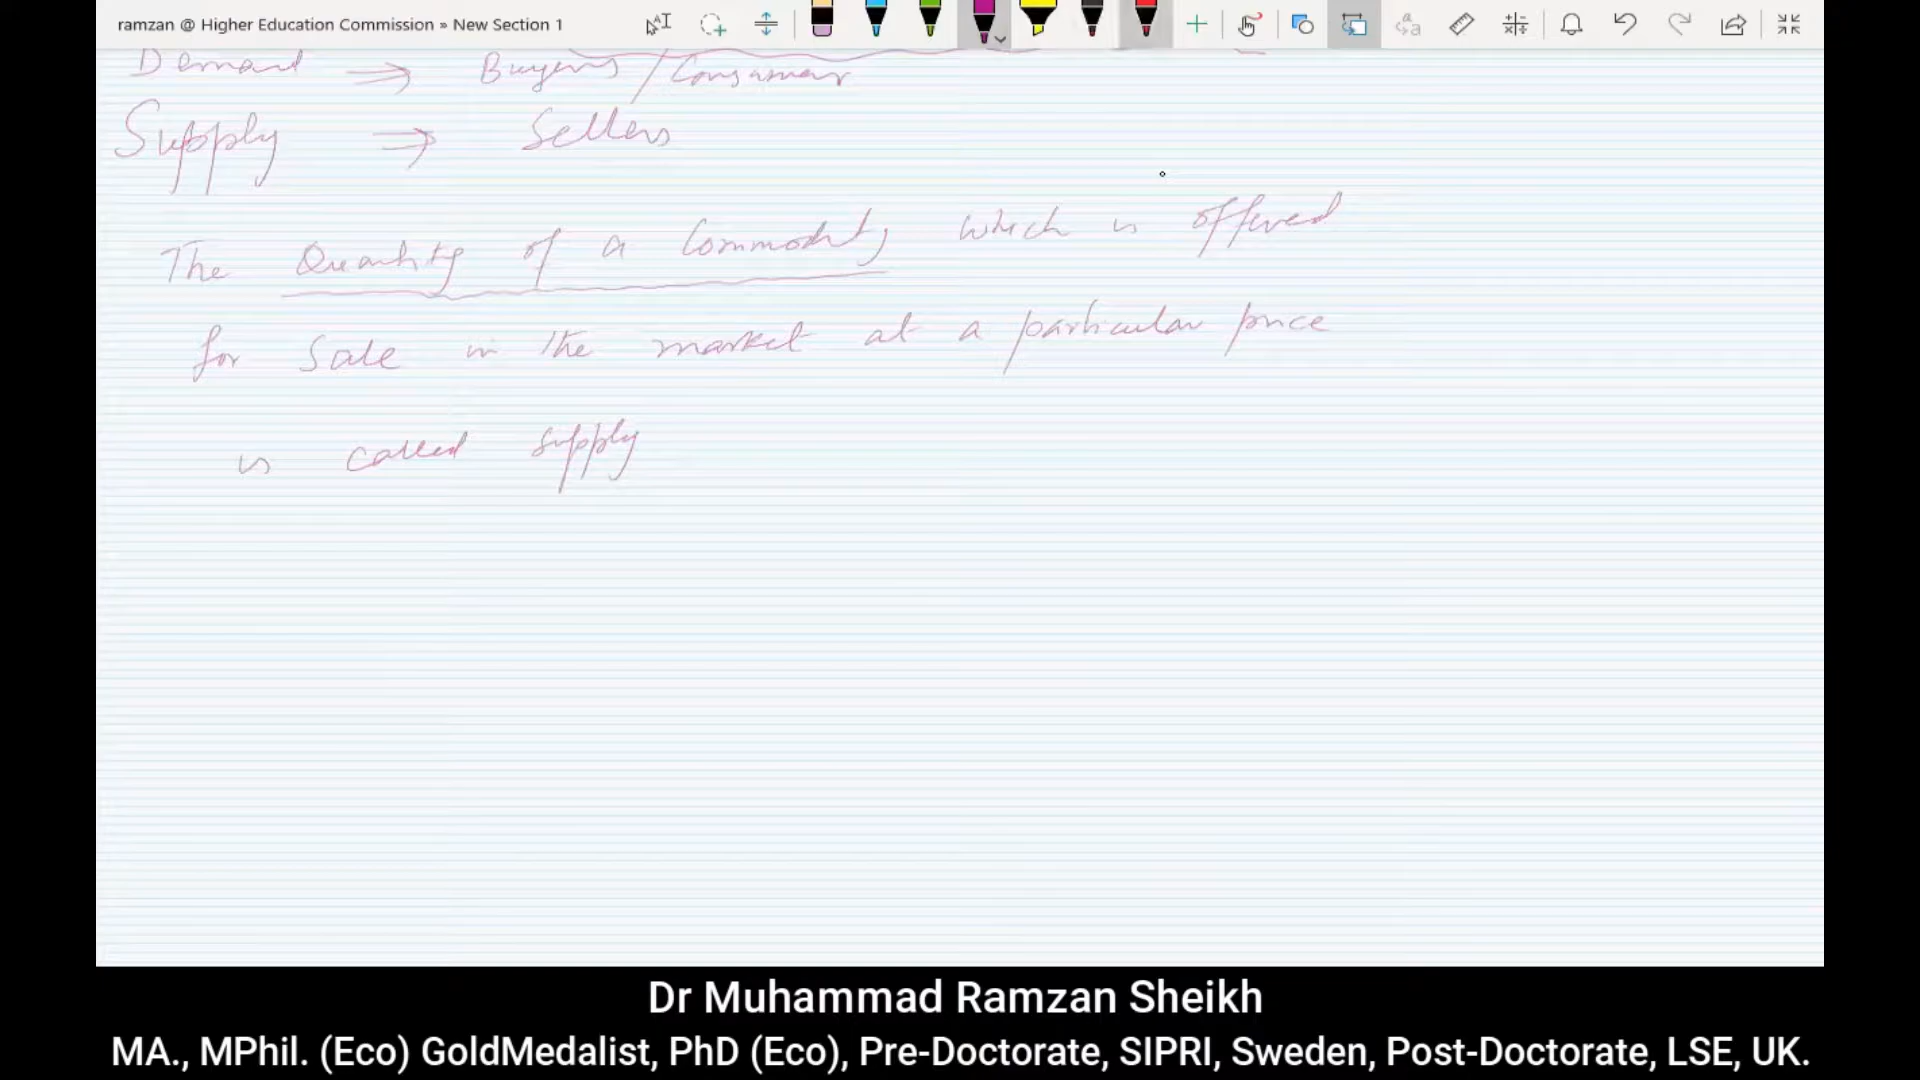 ramzan @ Higher Education Commission » New Section 1
Demand ⇒ Buyers / Consumer
Supply ⇒ Sellers
The Quantity of a Commodity which is offered
for Sale in the market at a particular price
is called supply
Dr Muhammad Ramzan Sheikh
MA., MPhil. (Eco) GoldMedalist, PhD (Eco), Pre-Doctorate, SIPRI, Sweden, Post-Doctorate, LSE, UK.